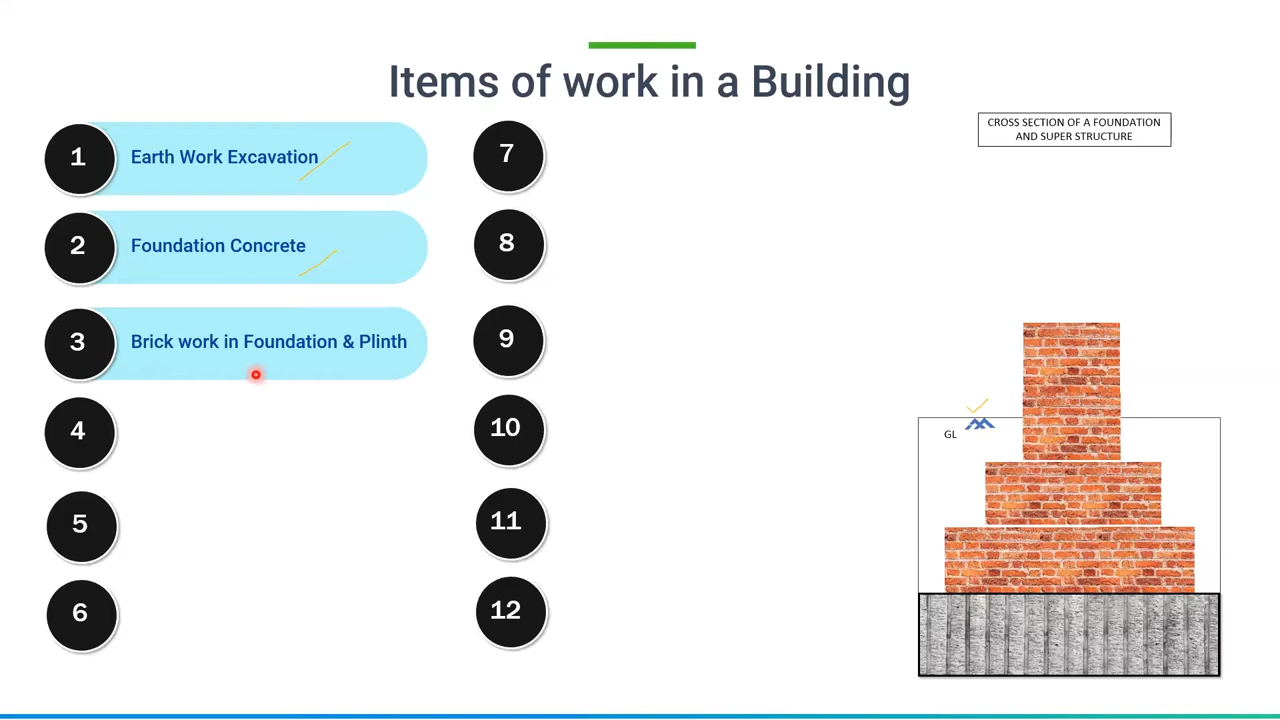 Items of work in a Building
1 Earth Work Excavation
2 Foundation Concrete
3 Brick work in Foundation & Plinth
4
5
6
7
8
9
10
11
12
CROSS SECTION OF A FOUNDATION
AND SUPER STRUCTURE
GL